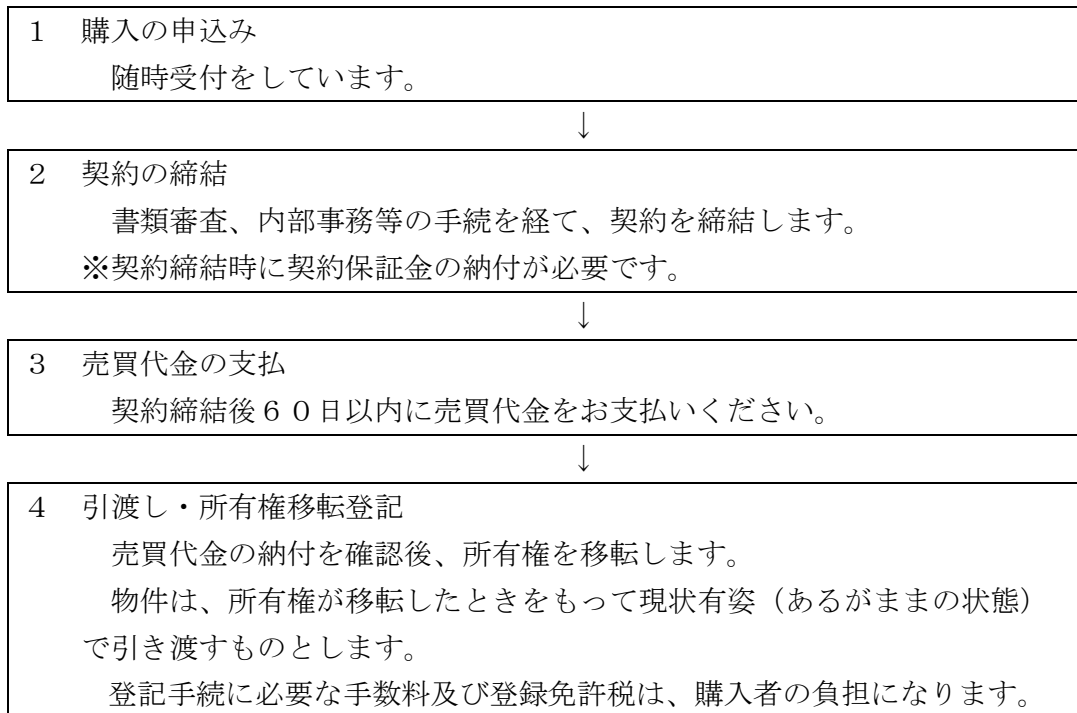 １　購入の申込み
随時受付をしています。
↓
２　契約の締結
書類審査、内部事務等の手続を経て、契約を締結します。
※契約締結時に契約保証金の納付が必要です。
↓
３　売買代金の支払
契約締結後６０日以内に売買代金をお支払いください。
↓
４　引渡し・所有権移転登記
売買代金の納付を確認後、所有権を移転します。
物件は、所有権が移転したときをもって現状有姿（あるがままの状態）
で引き渡すものとします。
登記手続に必要な手数料及び登録免許税は、購入者の負担になります。